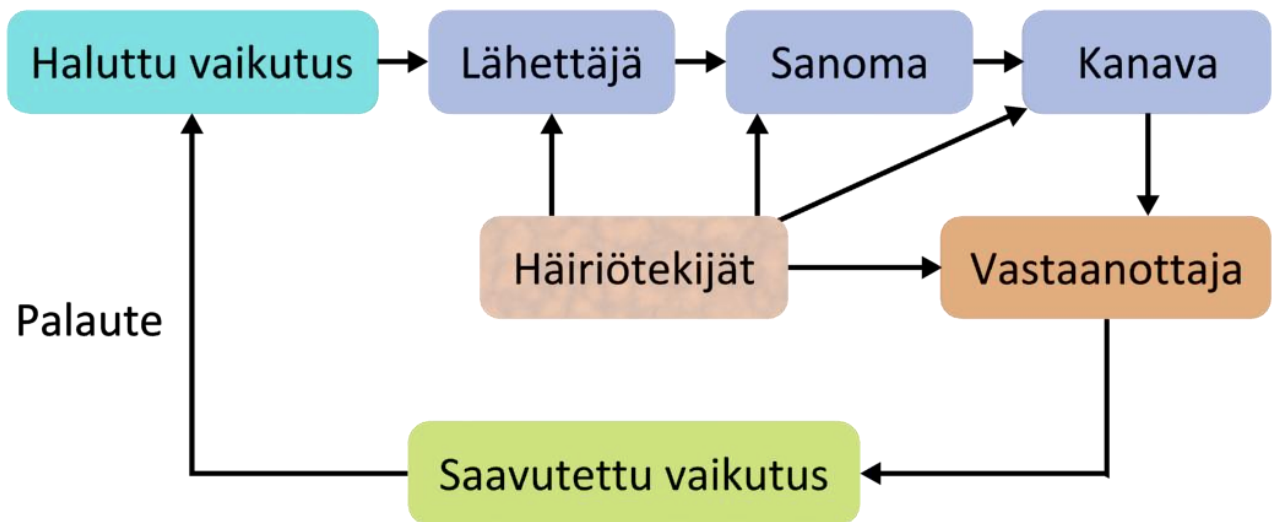 Haluttu vaikutus
Lähettäjä
Sanoma
Kanava
Häiriötekijät
Vastaanottaja
Palaute
Saavutettu vaikutus